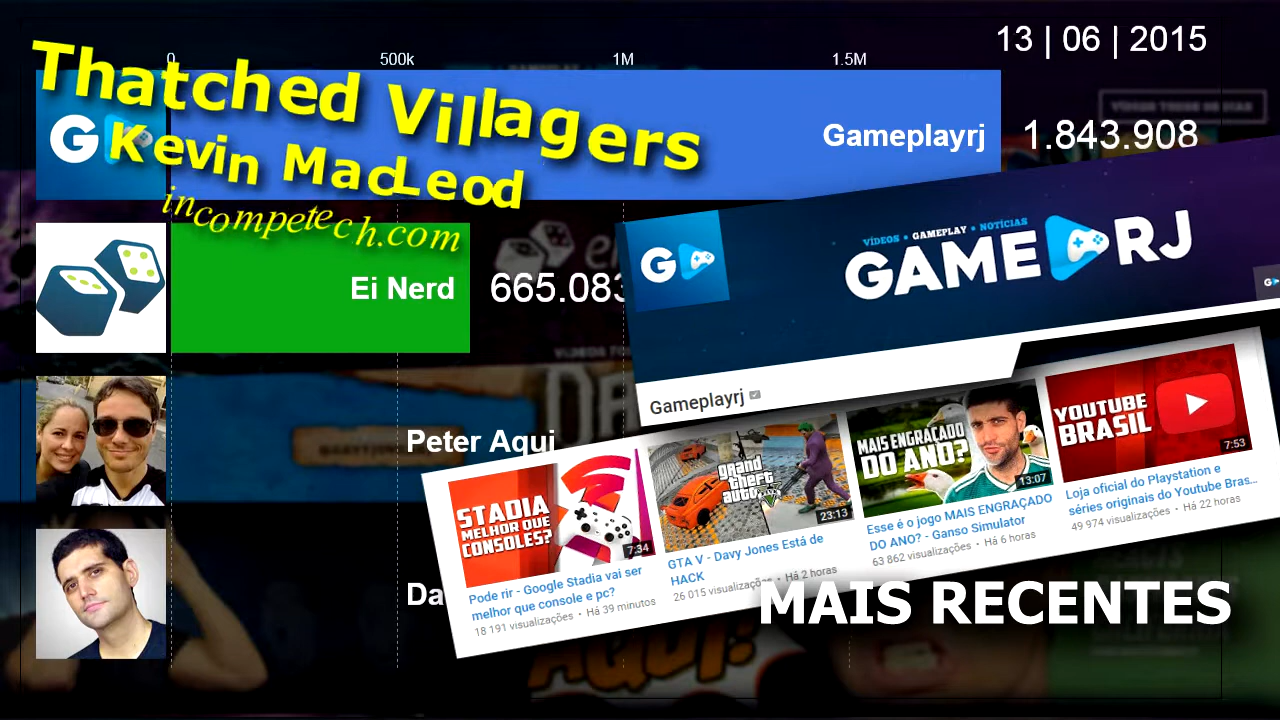 13 | 06 | 2015
0
500k
1M
1.5M
Thatched Villagers
Kevin MacLeod
incompetech.com
Gameplayrj
1.843.908
Ei Nerd
665.083
VÍDEOS • GAMEPLAY • NOTÍCIAS
GAME RJ
Gameplayrj
Peter Aqui
STADIA
MELHOR QUE
CONSOLES?
7:34
Pode rir - Google Stadia vai ser
melhor que console e pc?
18 191 visualizações • Há 39 minutos
grand
theft
auto
23:13
GTA V - Davy Jones Está de
HACK
26 015 visualizações • Há 2 horas
MAIS ENGRAÇADO
DO ANO?
13:07
Esse é o jogo MAIS ENGRAÇADO
DO ANO? - Ganso Simulator
63 862 visualizações • Há 6 horas
YOUTUBE
BRASIL
7:53
Loja oficial do Playstation e
séries originais do Youtube Bras...
49 974 visualizações • Há 22 horas
Da
MAIS RECENTES
AQUI: